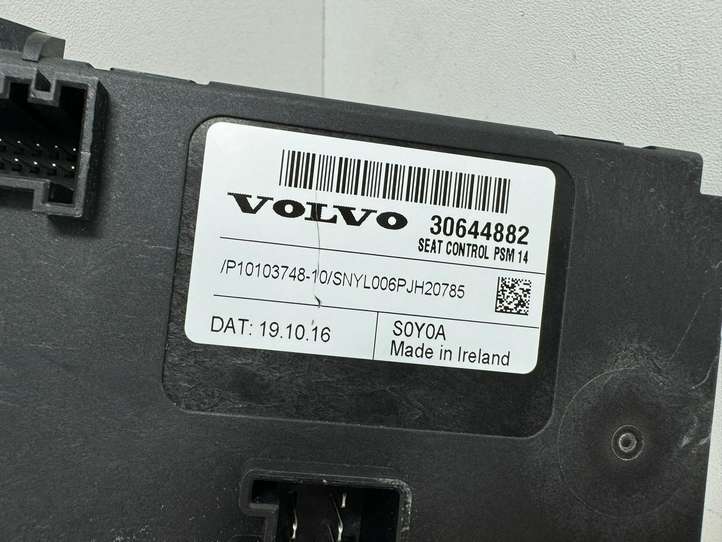 VOLVO 30644882
SEAT CONTROL PSM 14
/P10103748-10/SNYL006PJH20785
DAT: 19.10.16
S0Y0A
Made in Ireland